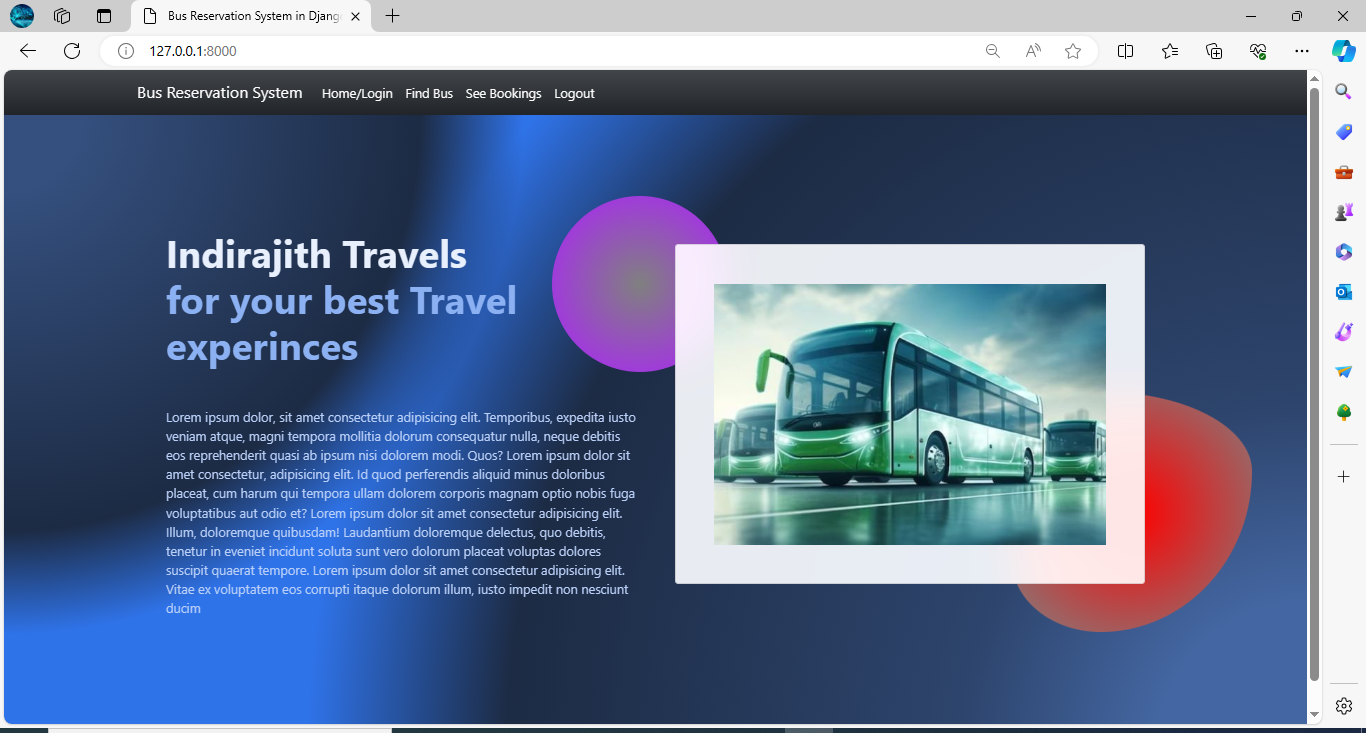 Bus Reservation System in Djang
127.0.0.1:8000
Bus Reservation System Home/Login Find Bus See Bookings Logout
Indirajith Travels
for your best Travel
experinces
Lorem ipsum dolor, sit amet consectetur adipisicing elit. Temporibus, expedita iusto
veniam atque, magni tempora mollitia dolorum consequatur nulla, neque debitis
eos reprehenderit quasi ab ipsum nisi dolorem modi. Quos? Lorem ipsum dolor sit
amet consectetur, adipisicing elit. Id quod perferendis aliquid minus doloribus
placeat, cum harum qui tempora ullam dolorem corporis magnam optio nobis fuga
voluptatibus aut odio et? Lorem ipsum dolor sit amet consectetur adipisicing elit.
Illum, doloremque quibusdam! Laudantium doloremque delectus, quo debitis,
tenetur in eveniet incidunt soluta sunt vero dolorum placeat voluptas dolores
suscipit quaerat tempore. Lorem ipsum dolor sit amet consectetur adipisicing elit.
Vitae ex voluptatem eos corrupti itaque dolorum illum, iusto impedit non nesciunt
ducim